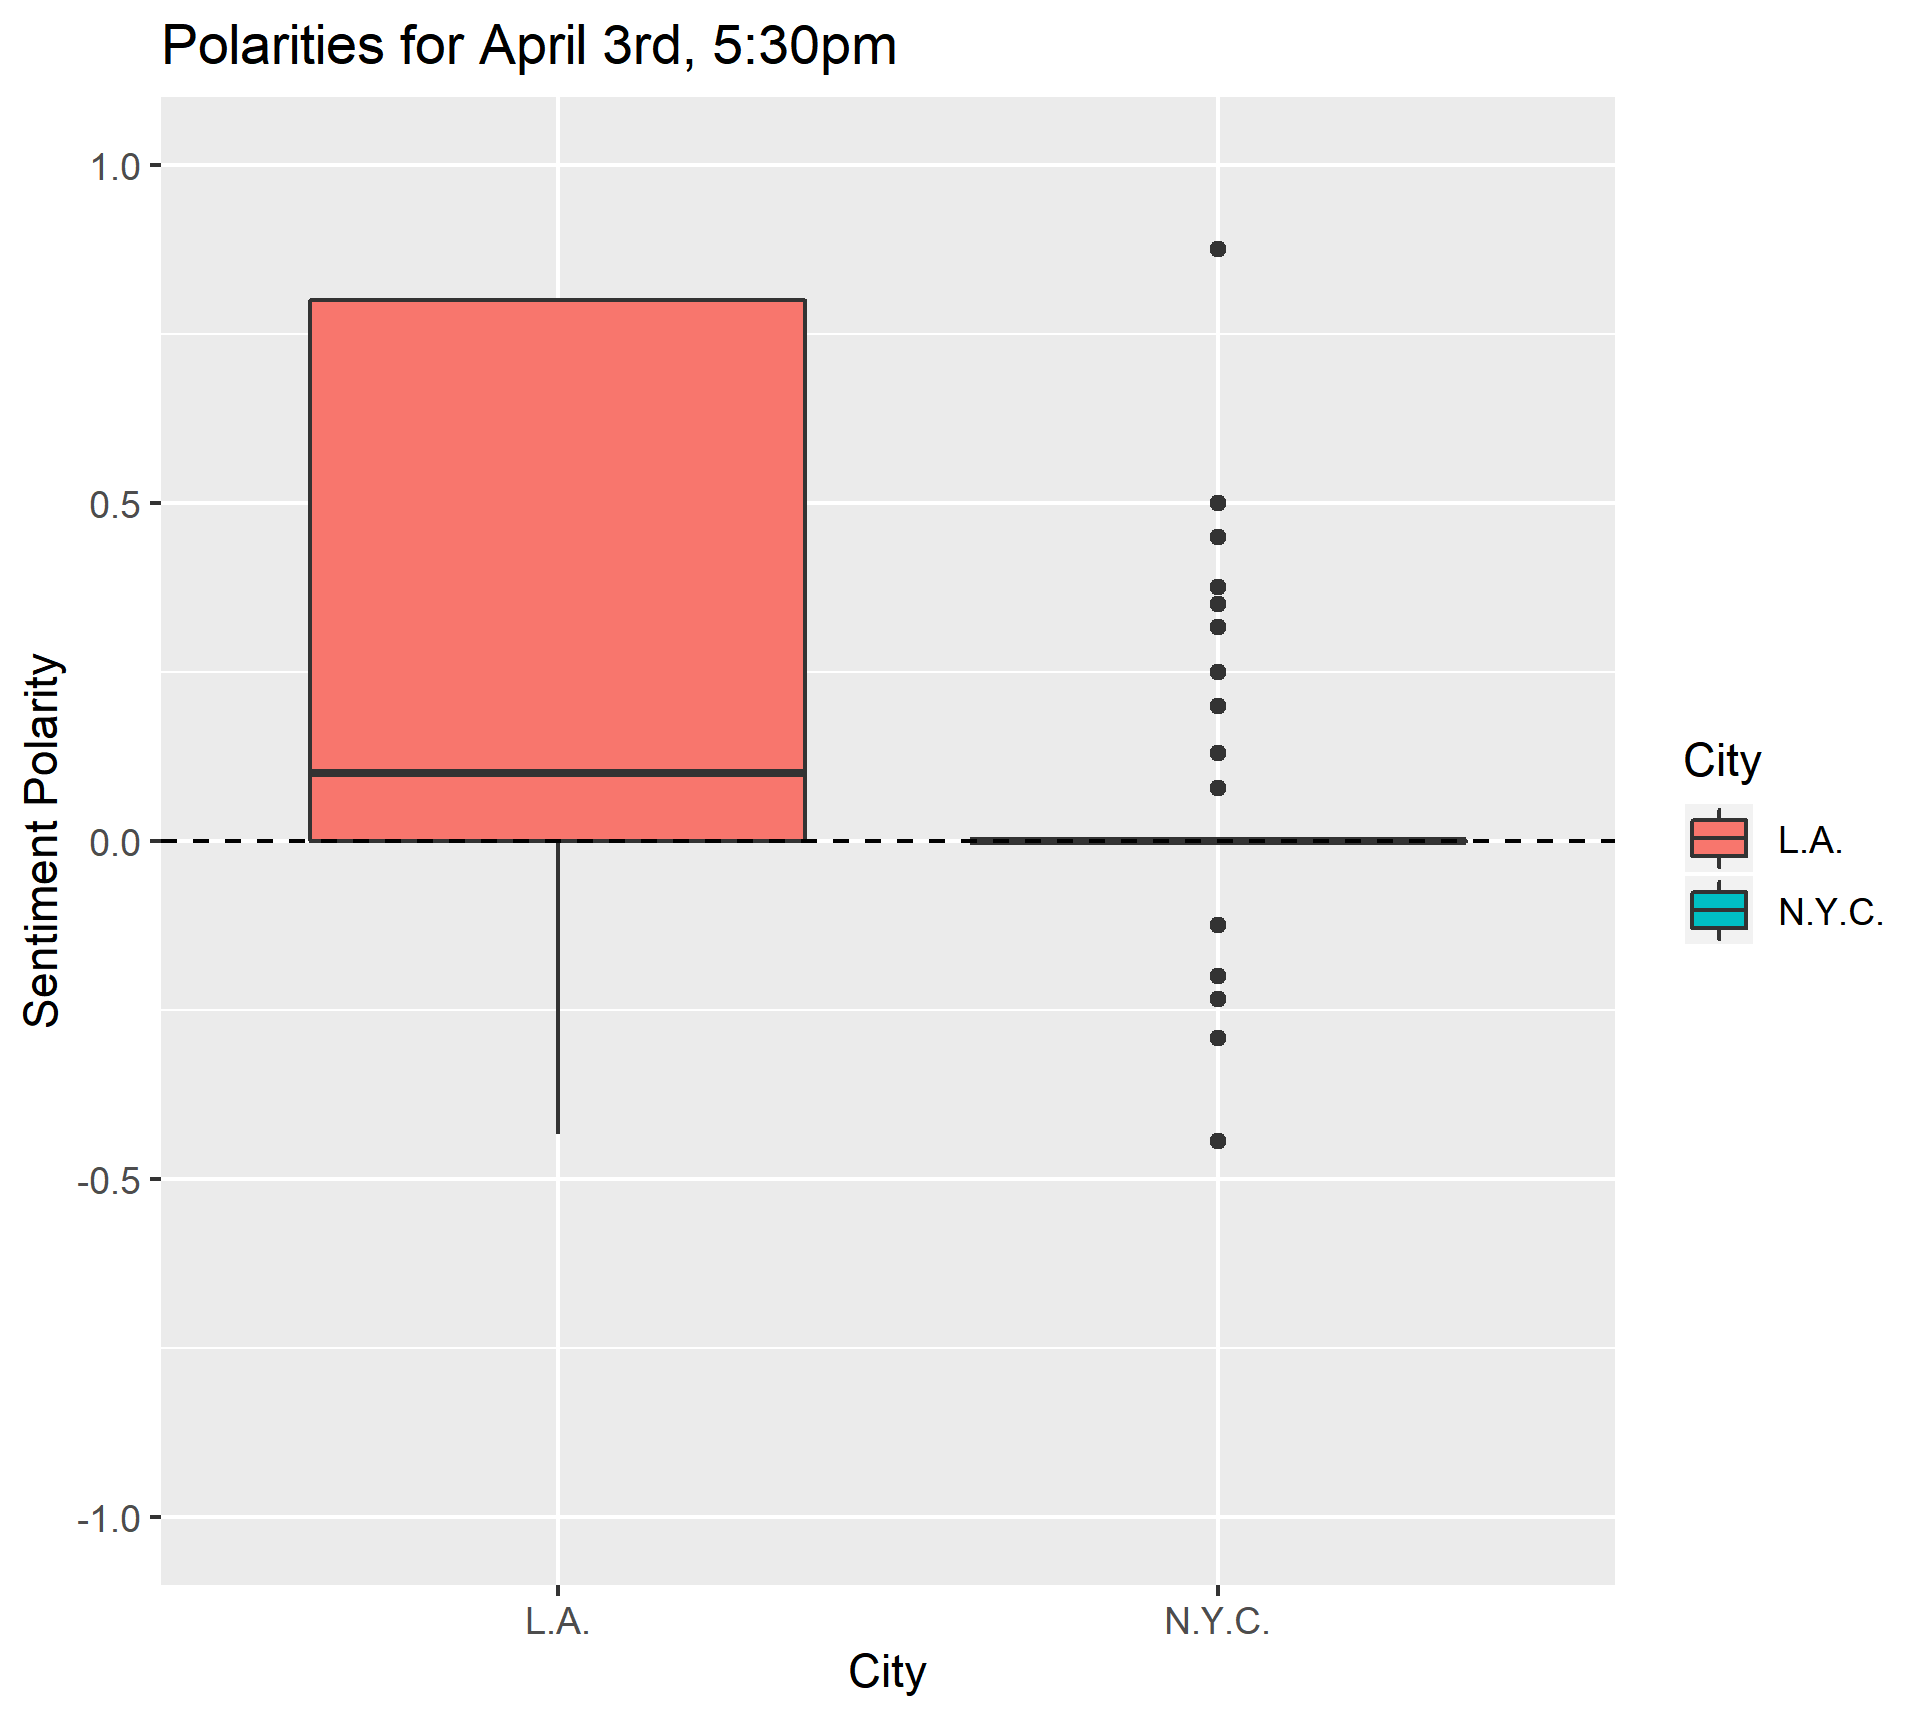 Polarities for April 3rd, 5:30pm
Sentiment Polarity
1.0
0.5
0.0
-0.5
-1.0
L.A.
N.Y.C.
City
City
L.A.
N.Y.C.